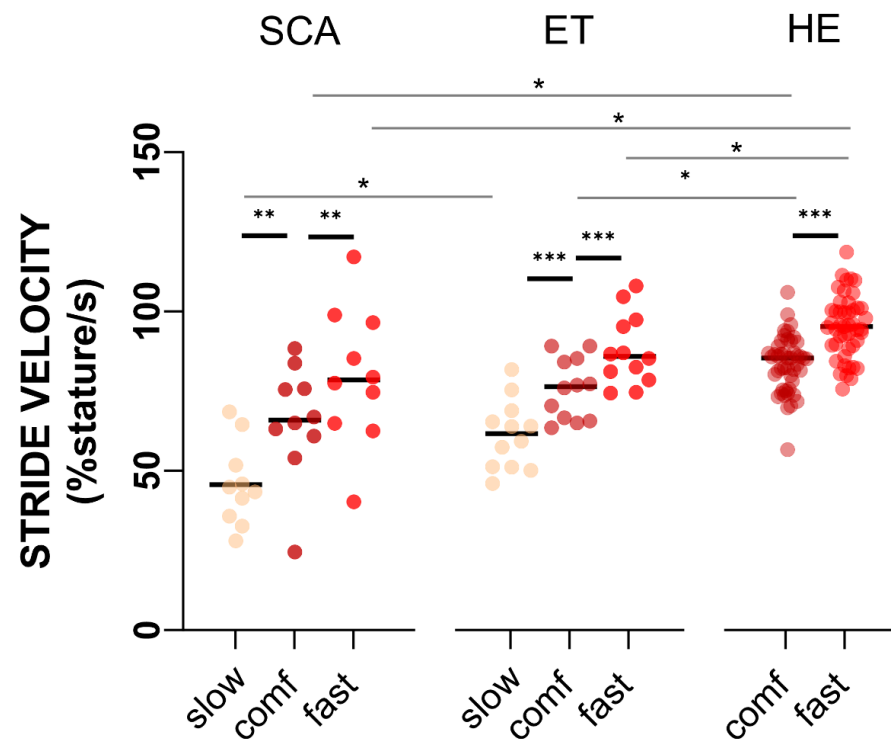 SCA ET HE
*
*
*
*
*
** ** *** *** ***
STRIDE VELOCITY
(%stature/s)
150
100
50
0
slow comf fast slow comf fast comf fast